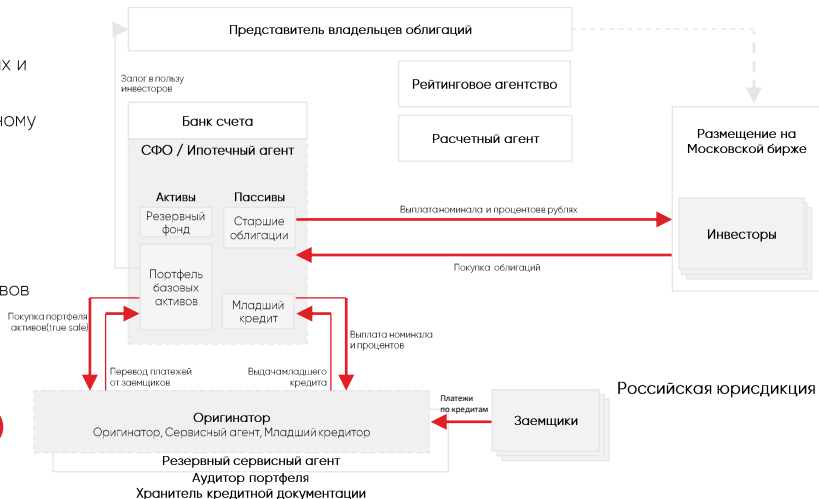 Представитель владельцев облигаций
х и
Залог в пользу
инвесторов
Рейтинговое агентство
ному
Банк счета
Расчетный агент
Размещение на
Московской бирже
СФО / Ипотечный агент
Активы
Пассивы
Резервный
фонд
Старшие
облигации
Выплатаноминала и процентовв рублях
Инвесторы
Покупка облигаций
Портфель
базовых
активов
вов
Младший
кредит
Покупка портфеля
активов(true sale)
Выплата номинала
и процентов
Перевод платежей
от заемщиков
Выдачамладшего
кредита
Российская юрисдикция
Платежи
по кредитам
Заемщики
Оригинатор
Оригинатор, Сервисный агент, Младший кредитор
Резервный сервисный агент
Аудитор портфеля
Хранитель кредитной документации